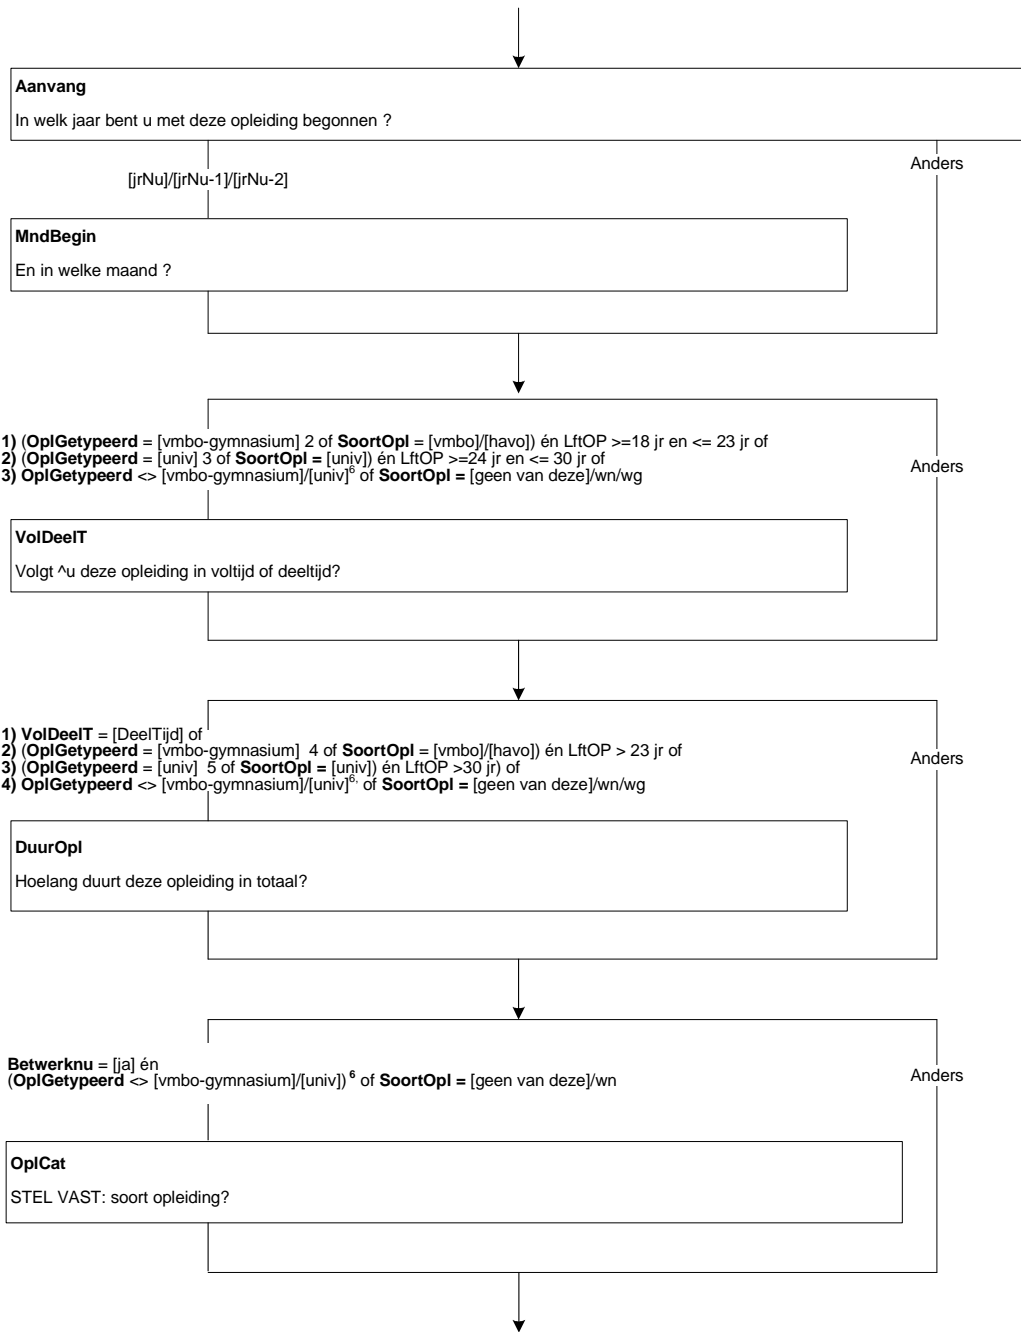 Aanvang
In welk jaar bent u met deze opleiding begonnen ?
Anders
[jrNu]/[jrNu-1]/[jrNu-2]
MndBegin
En in welke maand ?
1) (OplGetypeerd = [vmbo-gymnasium] 2 of SoortOpl = [vmbo]/[havo]) én LftOP >=18 jr en <= 23 jr of
2) (OplGetypeerd = [univ] 3 of SoortOpl = [univ]) én LftOP >=24 jr en <= 30 jr of
3) OplGetypeerd <> [vmbo-gymnasium]/[univ]6 of SoortOpl = [geen van deze]/wn/wg
Anders
VolDeelT
Volgt ^u deze opleiding in voltijd of deeltijd?
1) VolDeelT = [DeelTijd] of
2) (OplGetypeerd = [vmbo-gymnasium] 4 of SoortOpl = [vmbo]/[havo]) én LftOP > 23 jr of
3) (OplGetypeerd = [univ] 5 of SoortOpl = [univ]) én LftOP >30 jr) of
4) OplGetypeerd <> [vmbo-gymnasium]/[univ]6. of SoortOpl = [geen van deze]/wn/wg
Anders
DuurOpl
Hoelang duurt deze opleiding in totaal?
Betwerknu = [ja] én
(OplGetypeerd <> [vmbo-gymnasium]/[univ]) 6 of SoortOpl = [geen van deze]/wn
Anders
OplCat
STEL VAST: soort opleiding?